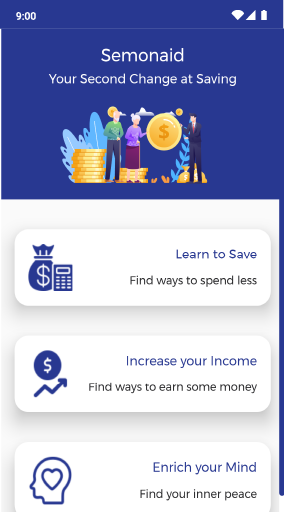 9:00
Semonaid
Your Second Change at Saving
Learn to Save
Find ways to spend less
Increase your Income
Find ways to earn some money
Enrich your Mind
Find your inner peace